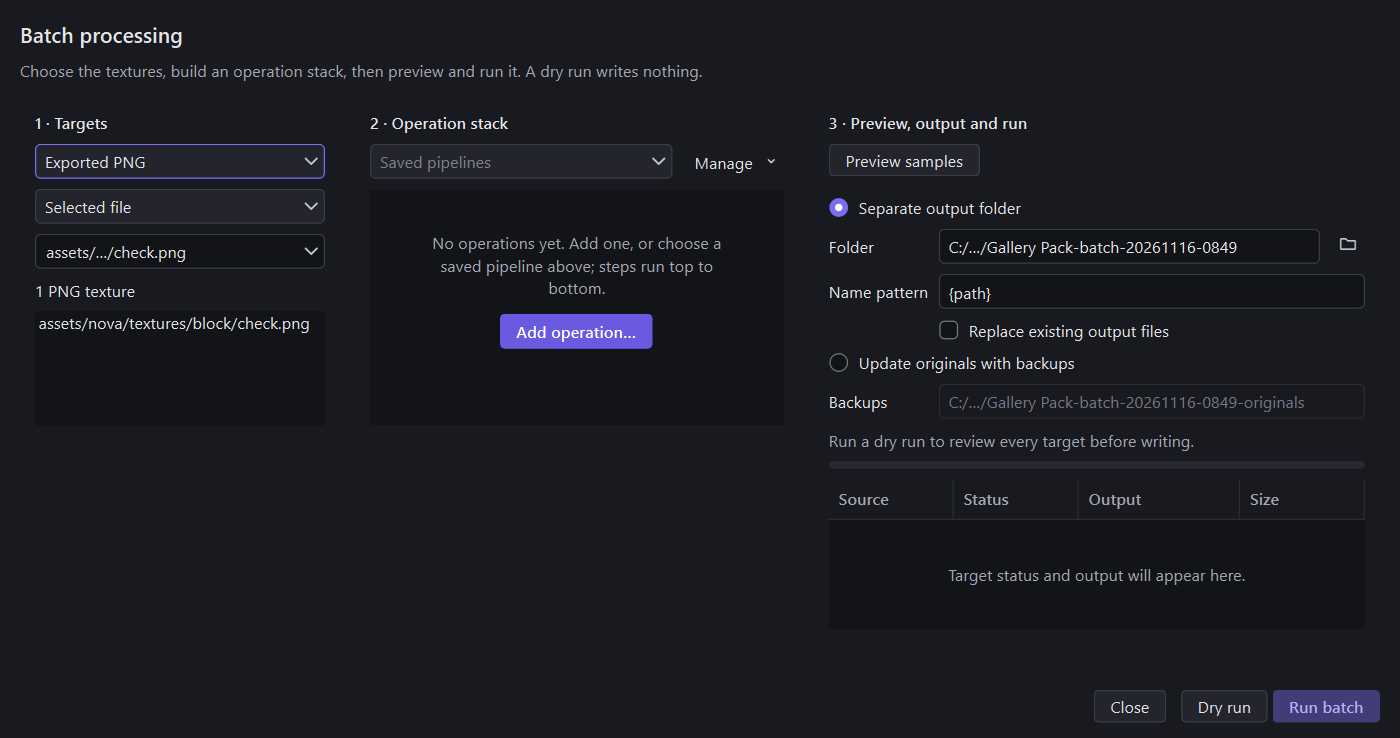 Batch processing
Choose the textures, build an operation stack, then preview and run it. A dry run writes nothing.
1 · Targets
Exported PNG
Selected file
assets/.../check.png
1 PNG texture
assets/nova/textures/block/check.png
2 · Operation stack
Saved pipelines
Manage
No operations yet. Add one, or choose a
saved pipeline above; steps run top to
bottom.
Add operation...
3 · Preview, output and run
Preview samples
Separate output folder
Folder
C:/.../Gallery Pack-batch-20261116-0849
Name pattern
{path}
Replace existing output files
Update originals with backups
Backups
C:/.../Gallery Pack-batch-20261116-0849-originals
Run a dry run to review every target before writing.
Source Status Output Size
Target status and output will appear here.
Close Dry run Run batch